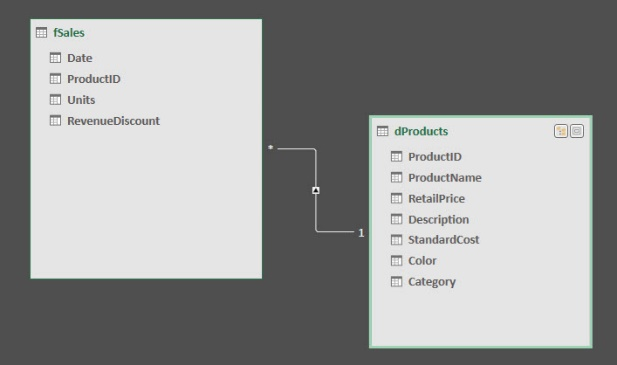 fSales
Date
ProductID
Units
RevenueDiscount
*
1
dProducts
ProductID
ProductName
RetailPrice
Description
StandardCost
Color
Category